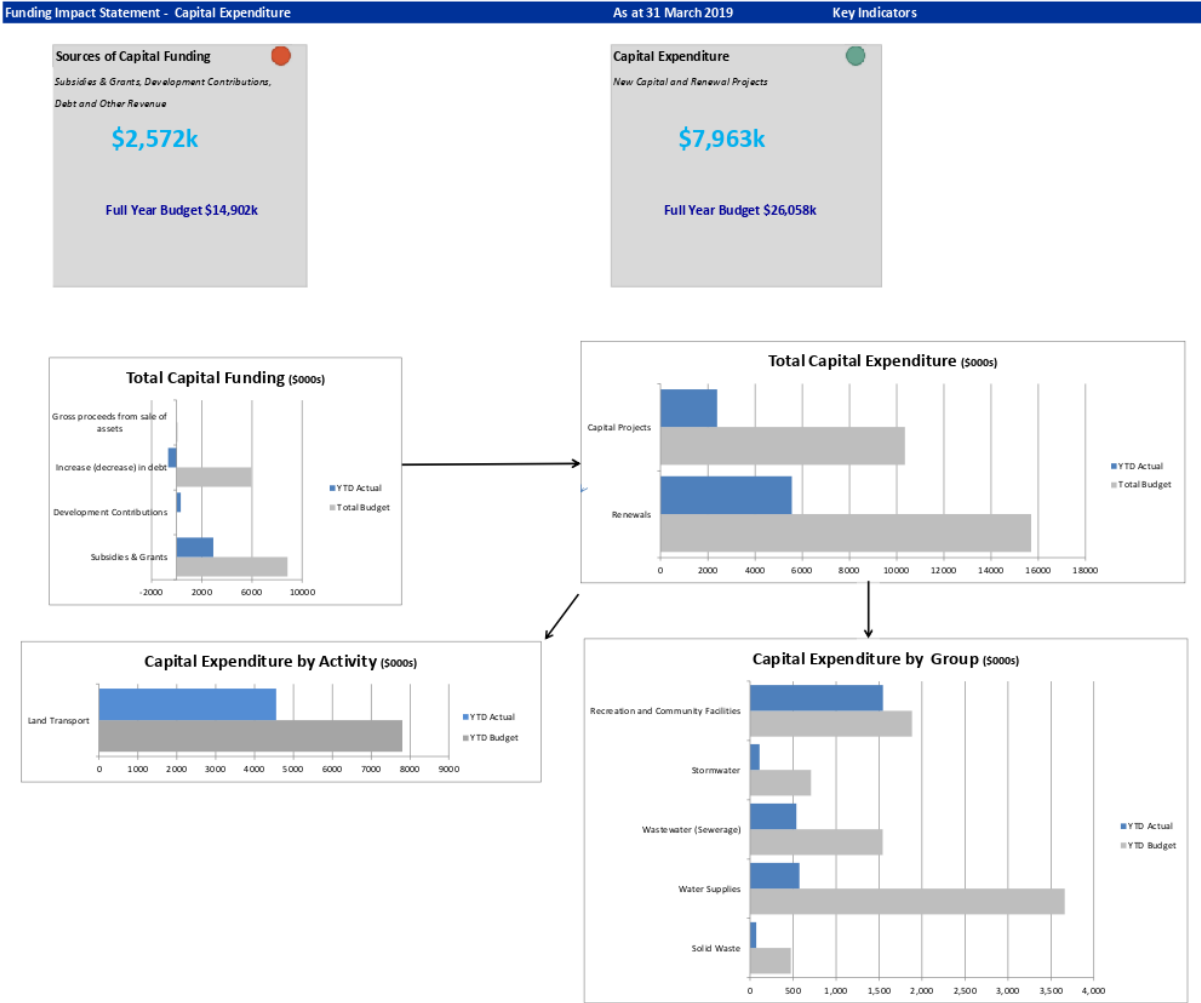 Funding Impact Statement - Capital Expenditure As at 31 March 2019 Key Indicators
Sources of Capital Funding
Subsidies & Grants, Development Contributions,
Debt and Other Revenue
$2,572k
Full Year Budget $14,902k
Capital Expenditure
New Capital and Renewal Projects
$7,963k
Full Year Budget $26,058k
Total Capital Funding ($000s)
Gross proceeds from sale of
assets
Increase (decrease) in debt
Development Contributions
Subsidies & Grants
-2000 2000 6000 10000
YTD Actual
Total Budget
Total Capital Expenditure ($000s)
Capital Projects
Renewals
0 2000 4000 6000 8000 10000 12000 14000 16000 18000
YTD Actual
Total Budget
Capital Expenditure by Activity ($000s)
Land Transport
0 1000 2000 3000 4000 5000 6000 7000 8000 9000
YTD Actual
YTD Budget
Capital Expenditure by Group ($000s)
Recreation and Community Facilities
Stormwater
Wastewater (Sewerage)
Water Supplies
Solid Waste
0 500 1,000 1,500 2,000 2,500 3,000 3,500 4,000
YTD Actual
YTD Budget